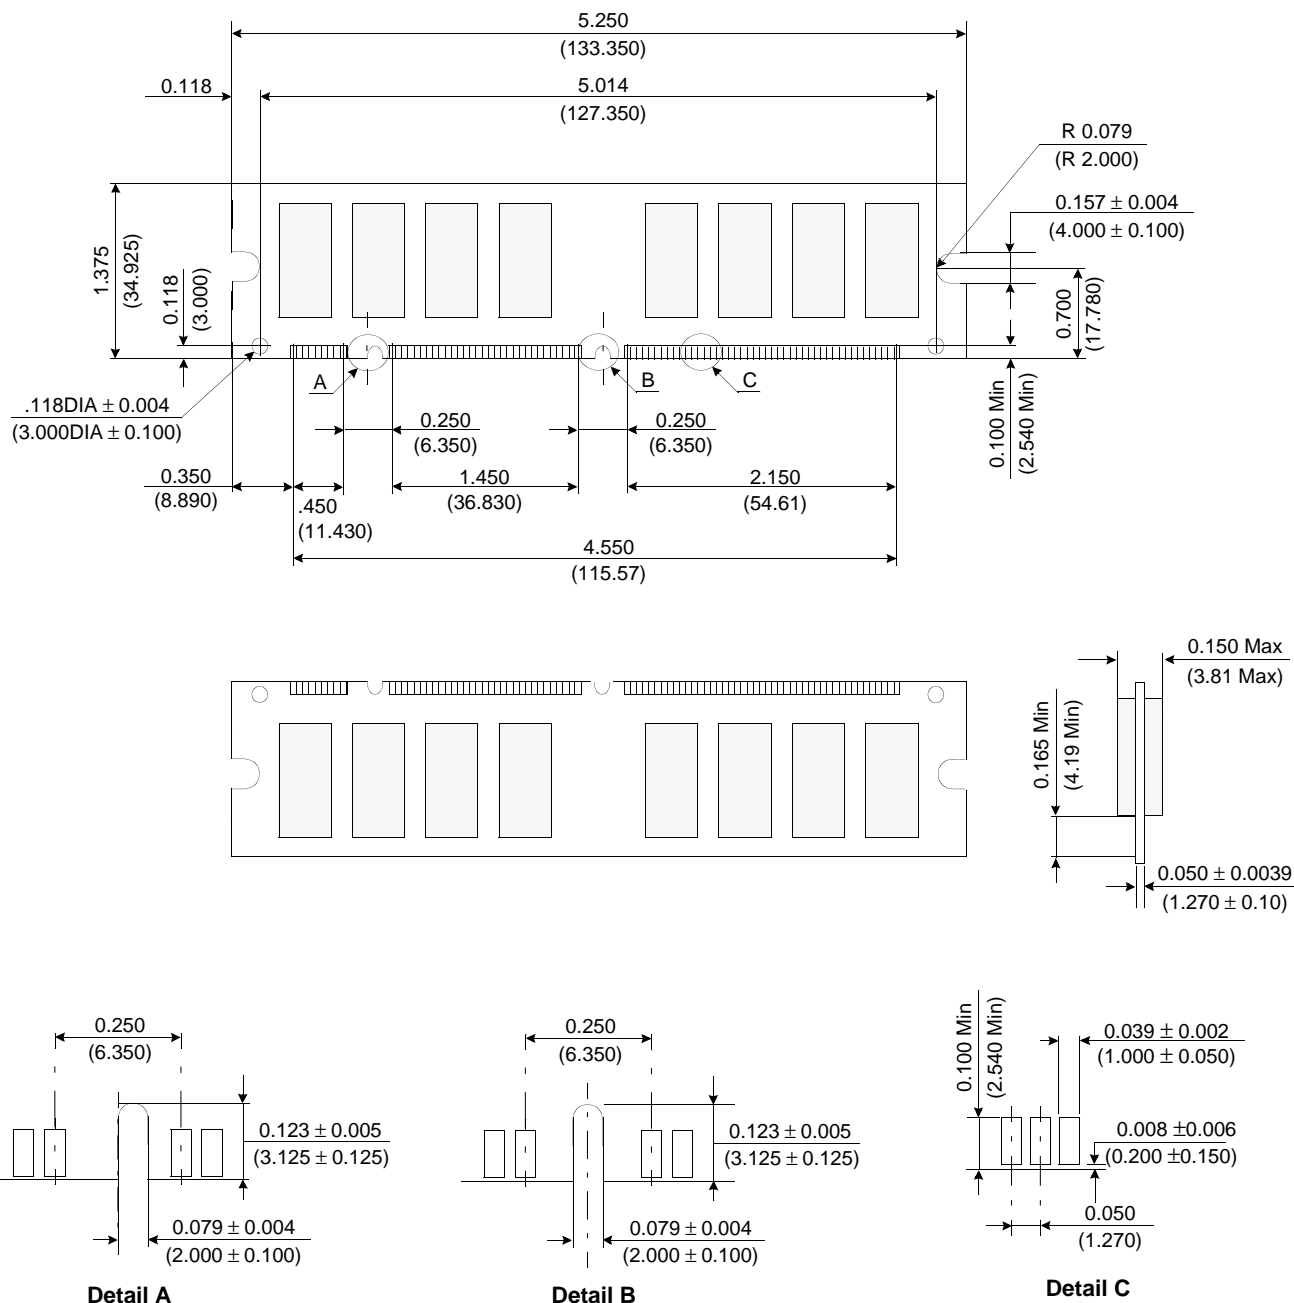 5.250
(133.350)
0.118
5.014
(127.350)
R 0.079
(R 2.000)
0.157 ± 0.004
(4.000 ± 0.100)
1.375
(34.925)
0.118
(3.000)
0.700
(17.780)
A
B
C
.118DIA ± 0.004
(3.000DIA ± 0.100)
0.250
(6.350)
0.250
(6.350)
0.100 Min
(2.540 Min)
0.350
(8.890)
.450
(11.430)
1.450
(36.830)
2.150
(54.61)
4.550
(115.57)
0.150 Max
(3.81 Max)
0.165 Min
(4.19 Min)
0.050 ± 0.0039
(1.270 ± 0.10)
0.250
(6.350)
0.123 ± 0.005
(3.125 ± 0.125)
0.079 ± 0.004
(2.000 ± 0.100)
Detail A
0.250
(6.350)
0.123 ± 0.005
(3.125 ± 0.125)
0.079 ± 0.004
(2.000 ± 0.100)
Detail B
0.100 Min
(2.540 Min)
0.039 ± 0.002
(1.000 ± 0.050)
0.008 ±0.006
(0.200 ±0.150)
0.050
(1.270)
Detail C